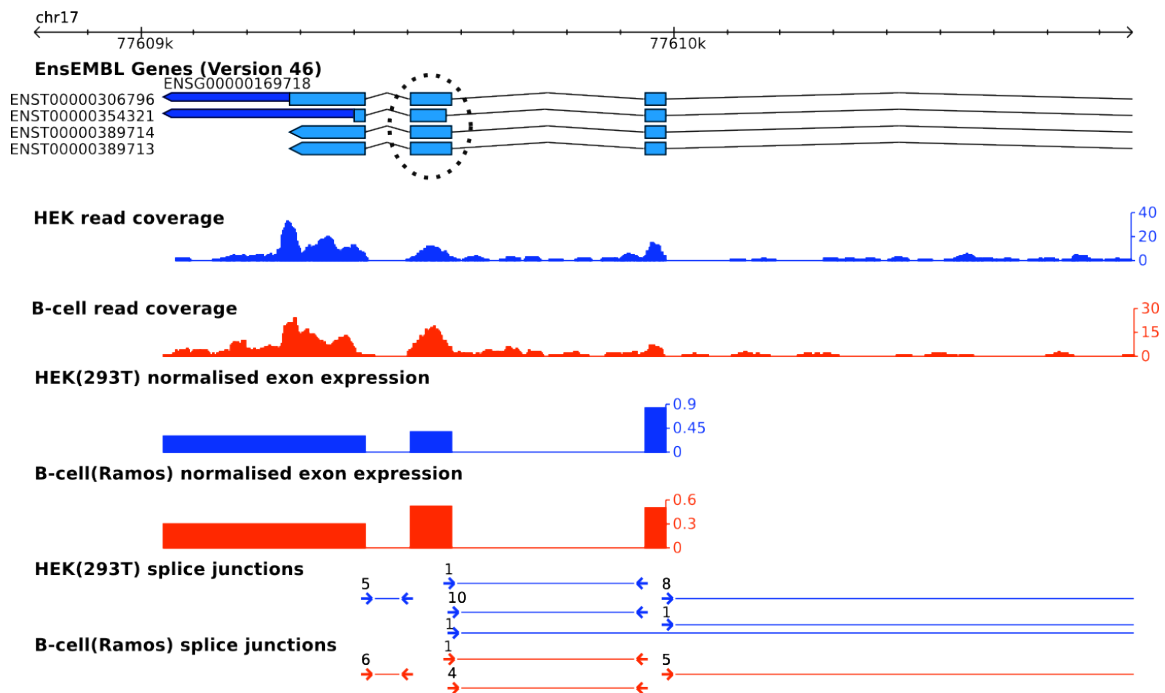 chr17
77609k 77610k
EnsEMBL Genes (Version 46)
ENSG00000169718
ENST00000306796
ENST00000354321
ENST00000389714
ENST00000389713
HEK read coverage
40
20
0
B-cell read coverage
30
15
0
HEK(293T) normalised exon expression
0.9
0.45
0
B-cell(Ramos) normalised exon expression
0.6
0.3
0
HEK(293T) splice junctions
1
5 8
10
1
1
B-cell(Ramos) splice junctions
1
6 5
4